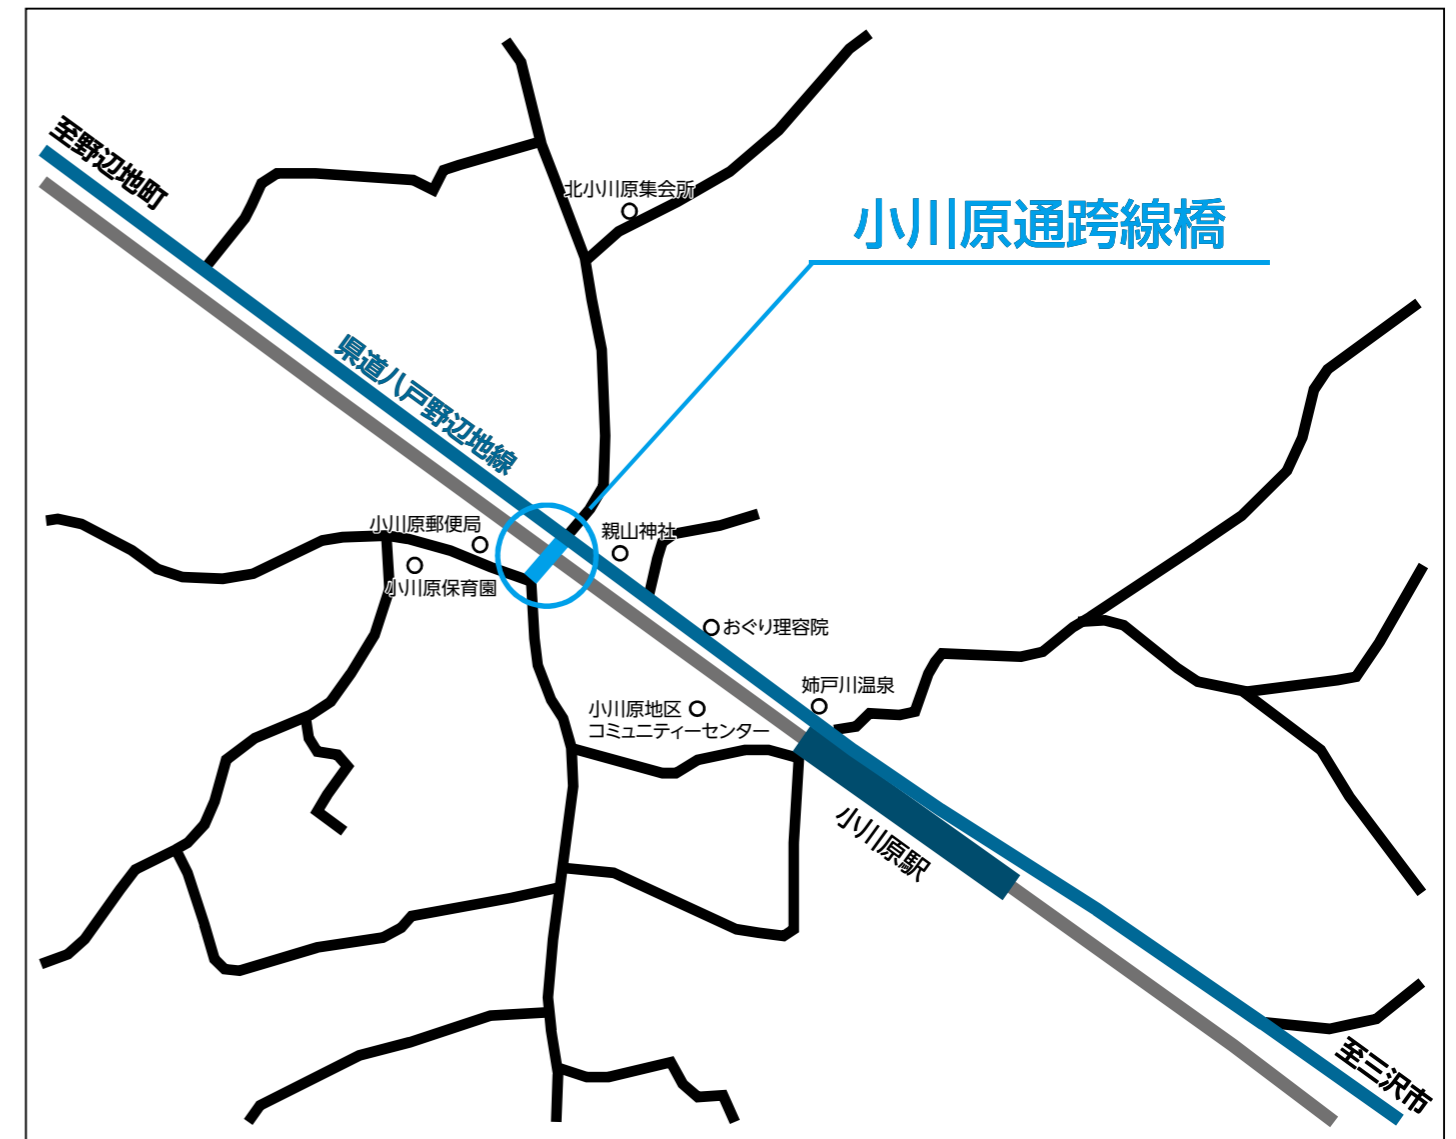 至野辺地町
北小川原集会所
小川原通跨線橋
県道八戸野辺地線
小川原郵便局
親山神社
小川原保育園
おぐり理容院
姉戸川温泉
小川原地区
コミュニティーセンター
小川原駅
至三沢市